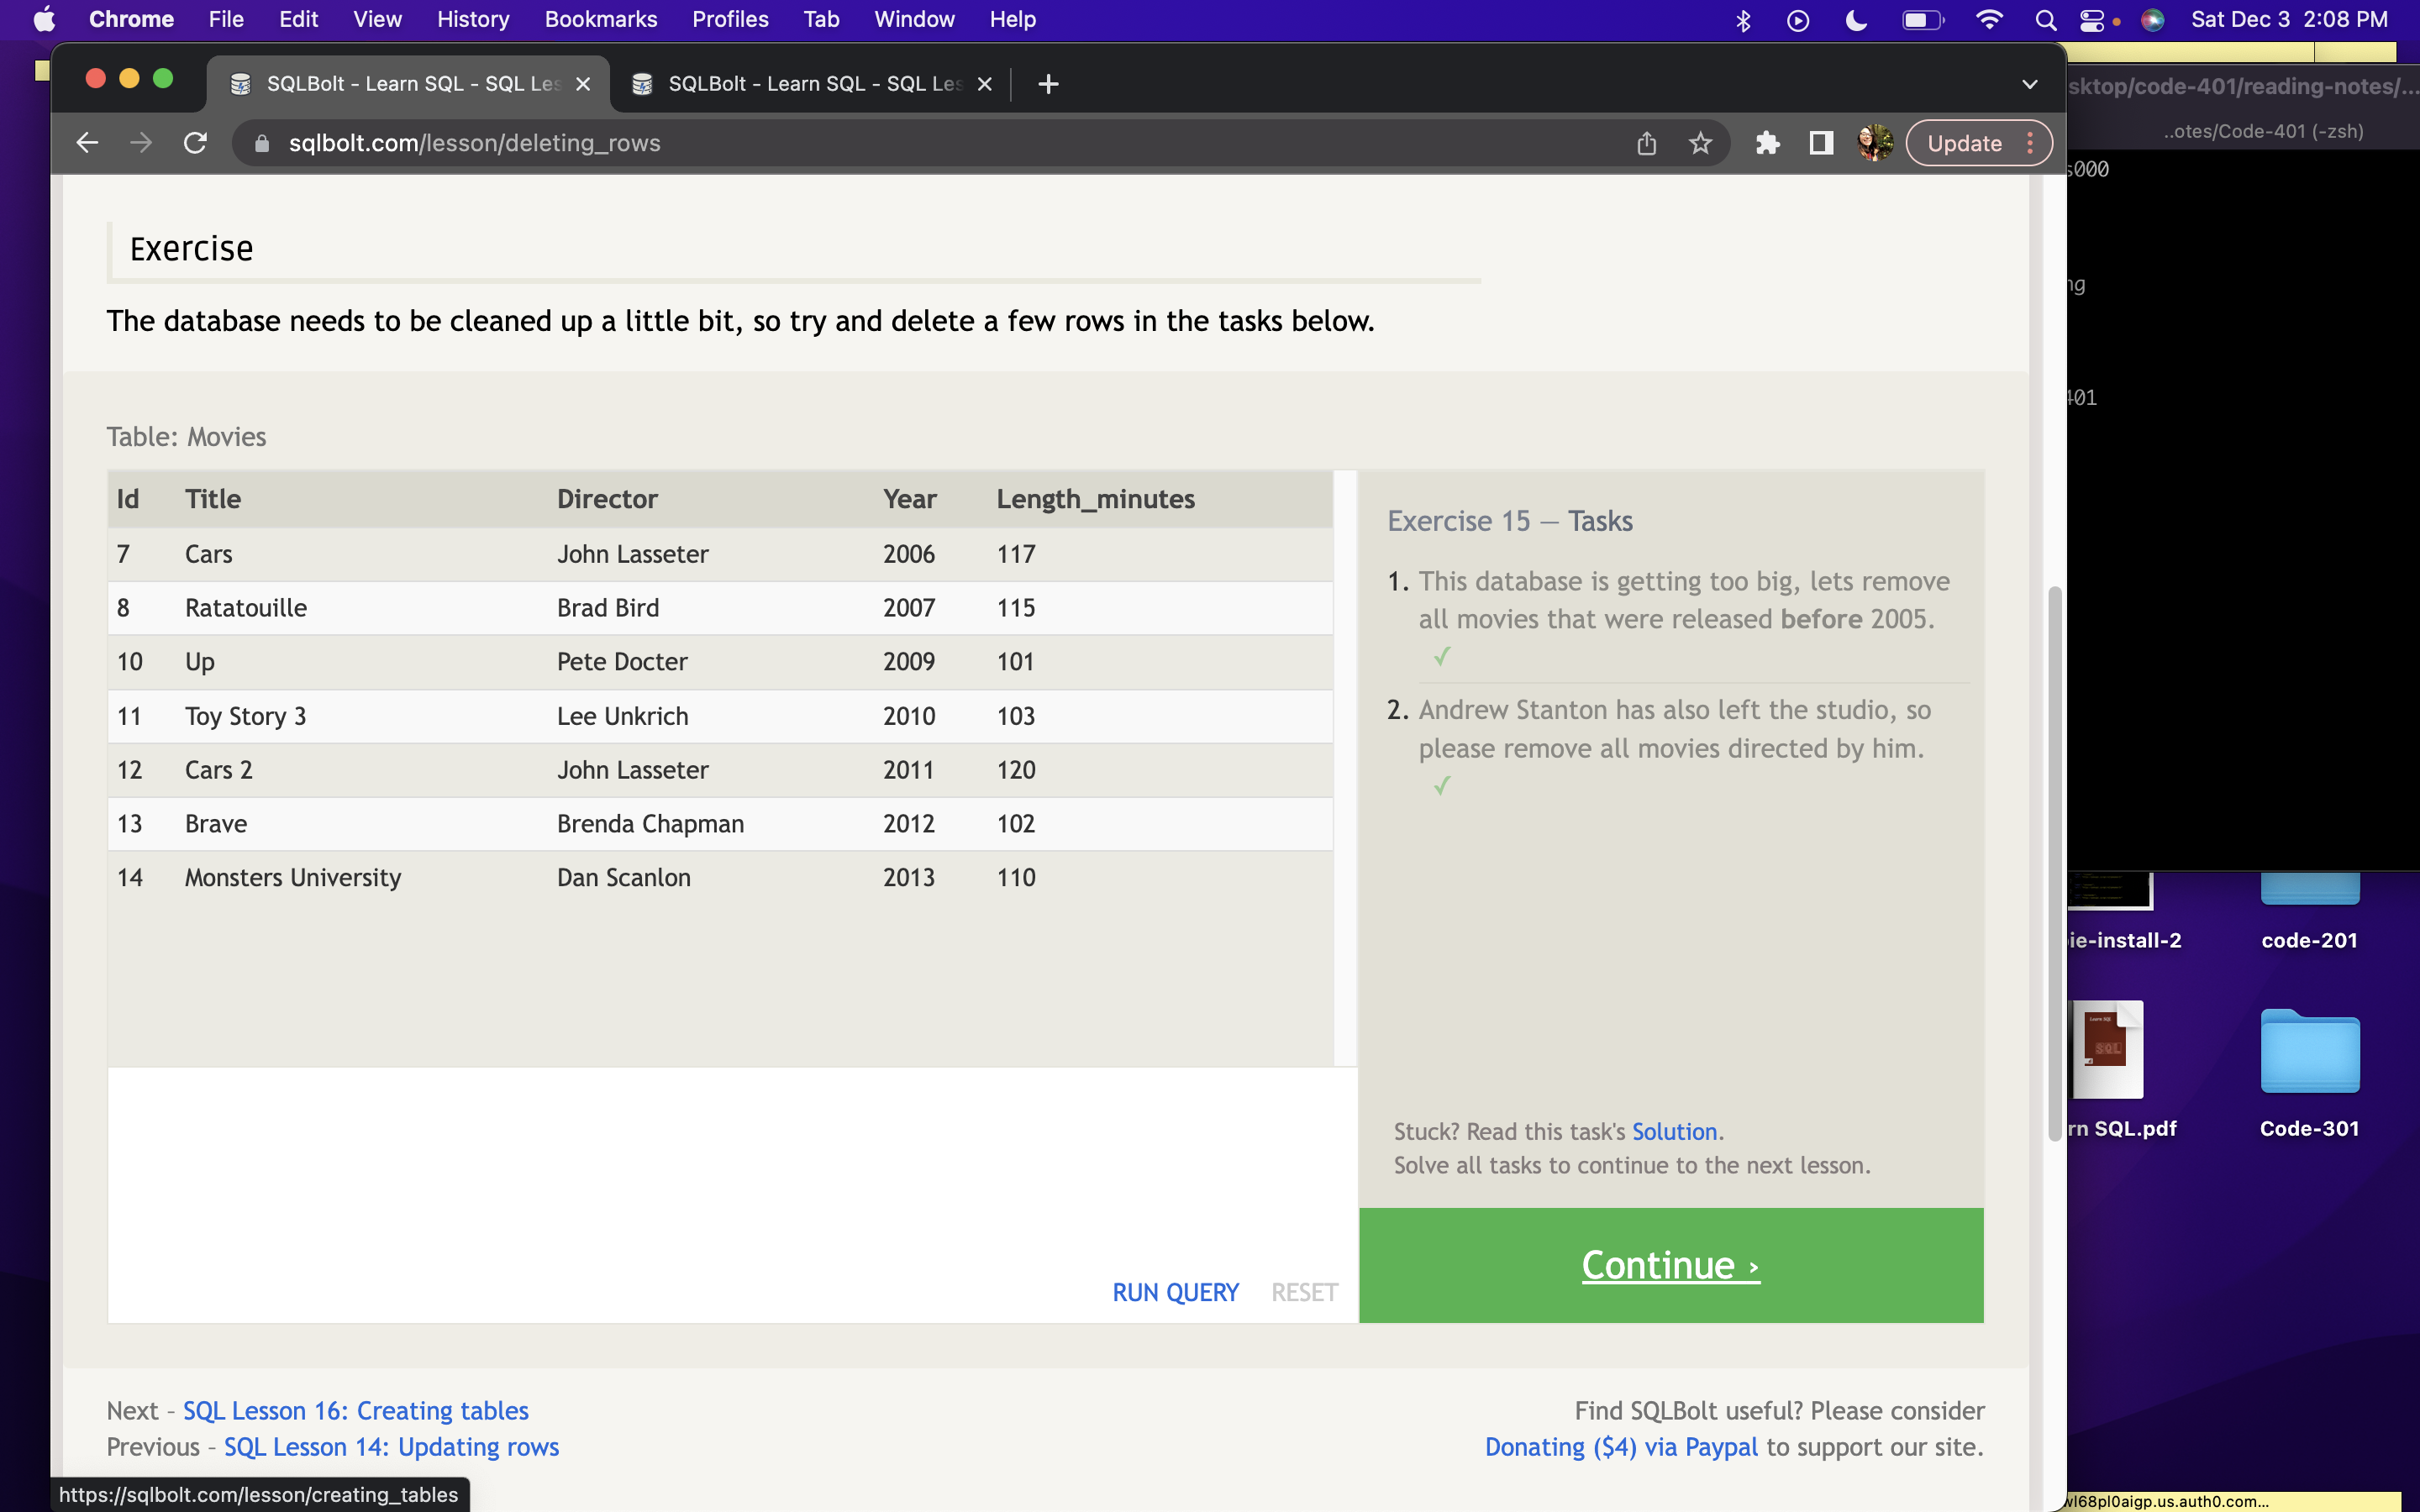 Chrome File Edit View History Bookmarks Profiles Tab Window Help Sat Dec 3 2:08 PM
SQLBolt - Learn SQL - SQL Les SQLBolt - Learn SQL - SQL Les
sktop/code-401/reading-notes/...
..otes/Code-401 (-zsh)
sqlbolt.com/lesson/deleting_rows
Update
s000
ng
401
Exercise
The database needs to be cleaned up a little bit, so try and delete a few rows in the tasks below.
Table: Movies
Id Title Director Year Length_minutes
7 Cars John Lasseter 2006 117
8 Ratatouille Brad Bird 2007 115
10 Up Pete Docter 2009 101
11 Toy Story 3 Lee Unkrich 2010 103
12 Cars 2 John Lasseter 2011 120
13 Brave Brenda Chapman 2012 102
14 Monsters University Dan Scanlon 2013 110
RUN QUERY RESET
Exercise 15 — Tasks
1. This database is getting too big, lets remove
all movies that were released before 2005.
✓
2. Andrew Stanton has also left the studio, so
please remove all movies directed by him.
✓
Stuck? Read this task's Solution.
Solve all tasks to continue to the next lesson.
Continue ›
Next – SQL Lesson 16: Creating tables
Previous – SQL Lesson 14: Updating rows
Find SQLBolt useful? Please consider
Donating ($4) via Paypal to support our site.
https://sqlbolt.com/lesson/creating_tables
ie-install-2
code-201
Learn SQL
SQL
rn SQL.pdf
Code-301
wl68pl0aigp.us.auth0.com...